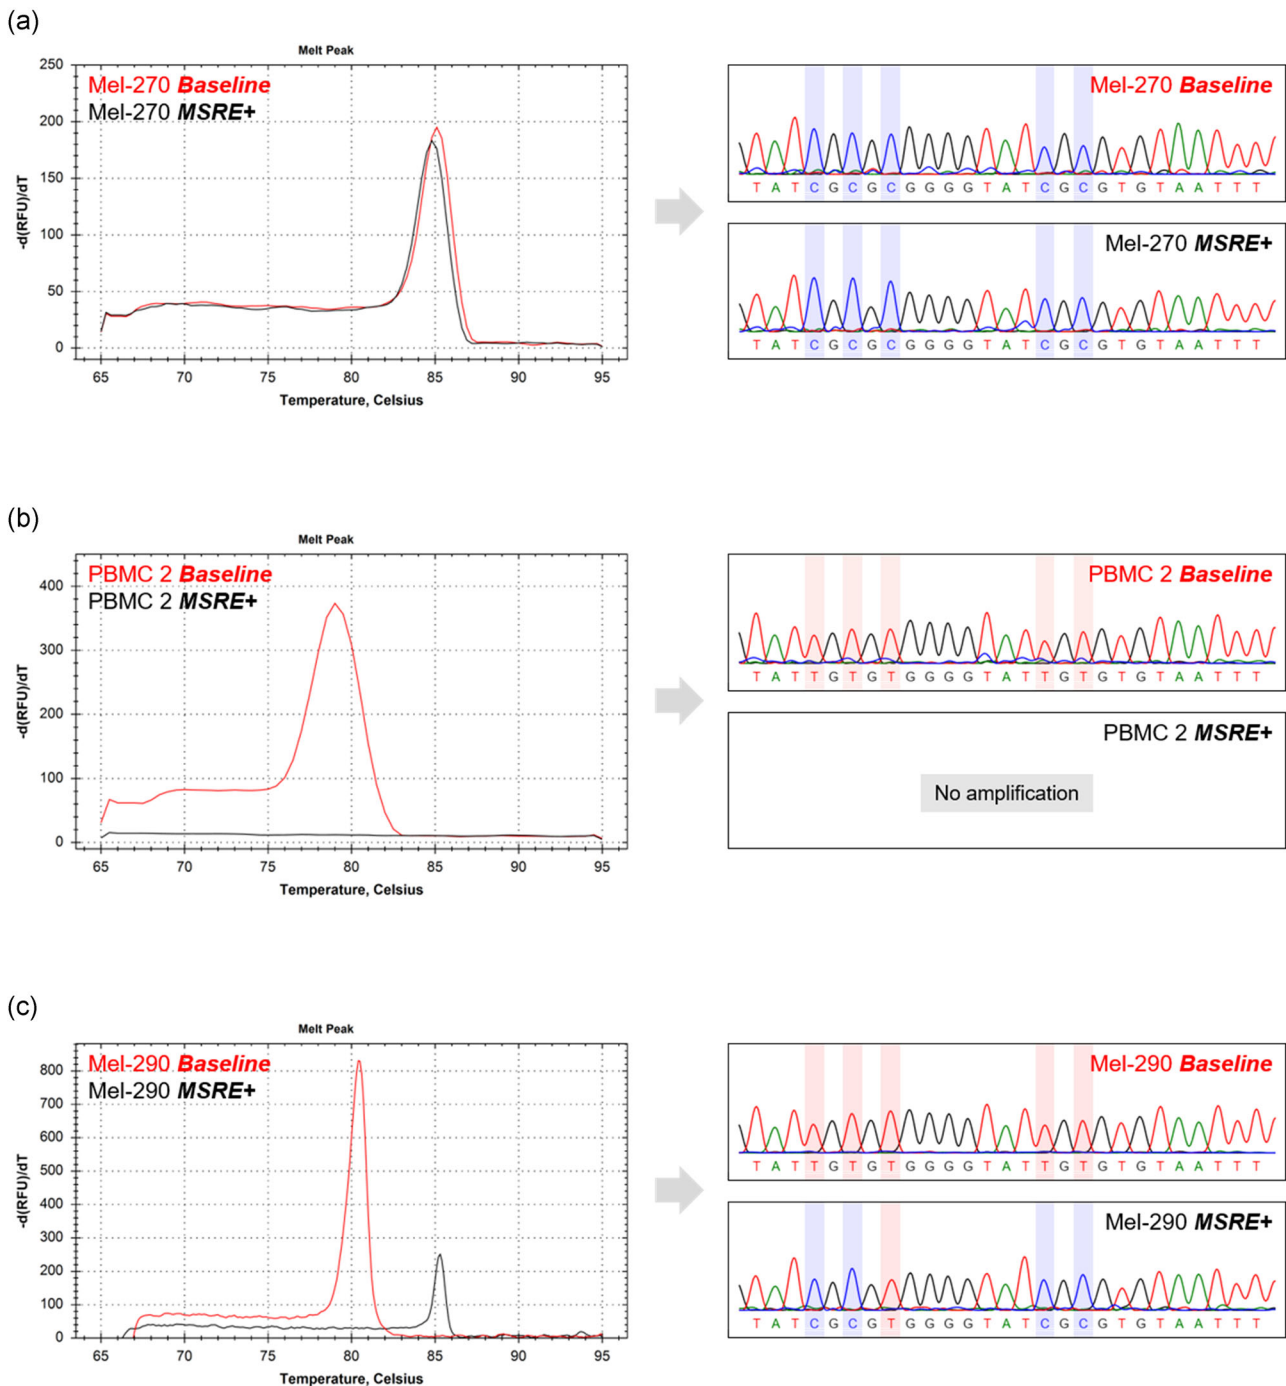 (a)
Melt Peak
Mel-270 Baseline
Mel-270 MSRE+
250
200
150
100
50
0
-d(RFU)/dT
65 70 75 80 85 90 95
Temperature, Celsius
Mel-270 Baseline
T A T C G C G C G G G G T A T C G C G T G T A A T T T
Mel-270 MSRE+
T A T C G C G C G G G G T A T C G C G T G T A A T T T
(b)
Melt Peak
PBMC 2 Baseline
PBMC 2 MSRE+
400
300
200
100
0
-d(RFU)/dT
65 70 75 80 85 90 95
Temperature, Celsius
PBMC 2 Baseline
T A T T G T G T G G G G T A T T G T G T G T A A T T T
PBMC 2 MSRE+
No amplification
(c)
Melt Peak
Mel-290 Baseline
Mel-290 MSRE+
800
700
600
500
400
300
200
100
0
-d(RFU)/dT
65 70 75 80 85 90 95
Temperature, Celsius
Mel-290 Baseline
T A T T G T G T G G G G T A T T G T G T G T A A T T T
Mel-290 MSRE+
T A T C G C G T G G G G T A T C G C G T G T A A T T T